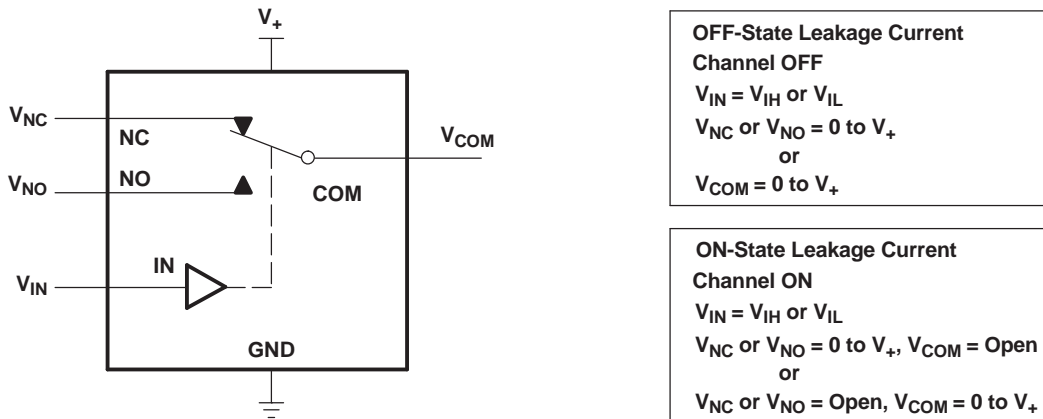 V+
VNC
NC
VCOM
VNO
NO
COM
IN
VIN
GND
OFF-State Leakage Current
Channel OFF
VIN = VIH or VIL
VNC or VNO = 0 to V+
or
VCOM = 0 to V+
ON-State Leakage Current
Channel ON
VIN = VIH or VIL
VNC or VNO = 0 to V+, VCOM = Open
or
VNC or VNO = Open, VCOM = 0 to V+